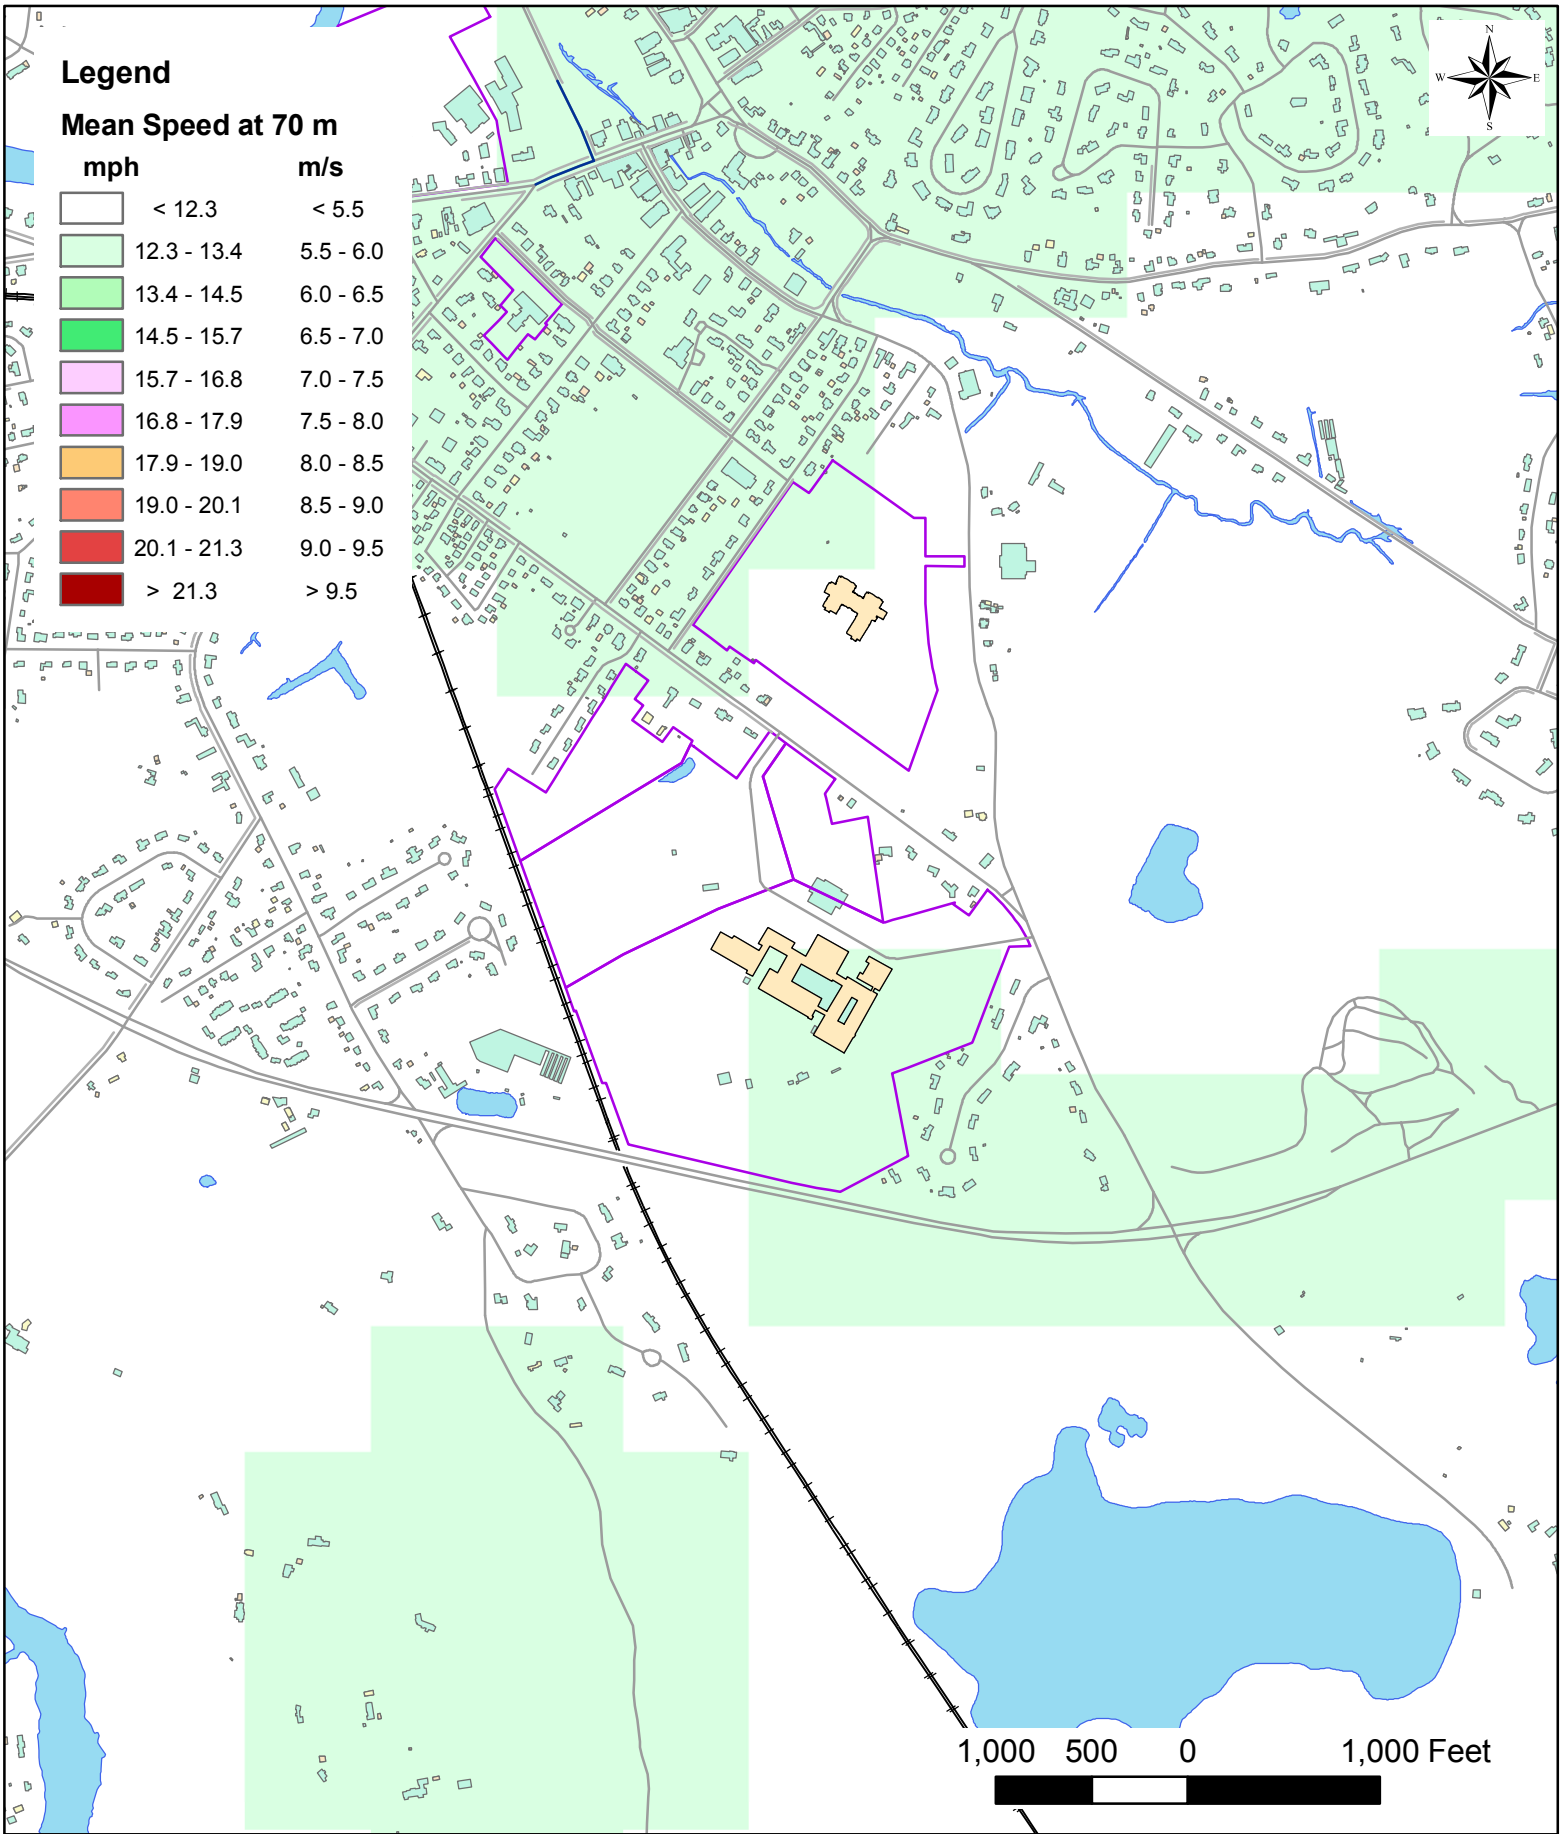 Legend
Mean Speed at 70 m
mph m/s
< 12.3 < 5.5
12.3 - 13.4 5.5 - 6.0
13.4 - 14.5 6.0 - 6.5
14.5 - 15.7 6.5 - 7.0
15.7 - 16.8 7.0 - 7.5
16.8 - 17.9 7.5 - 8.0
17.9 - 19.0 8.0 - 8.5
19.0 - 20.1 8.5 - 9.0
20.1 - 21.3 9.0 - 9.5
> 21.3 > 9.5
N
W E
S
1,000 500 0 1,000 Feet